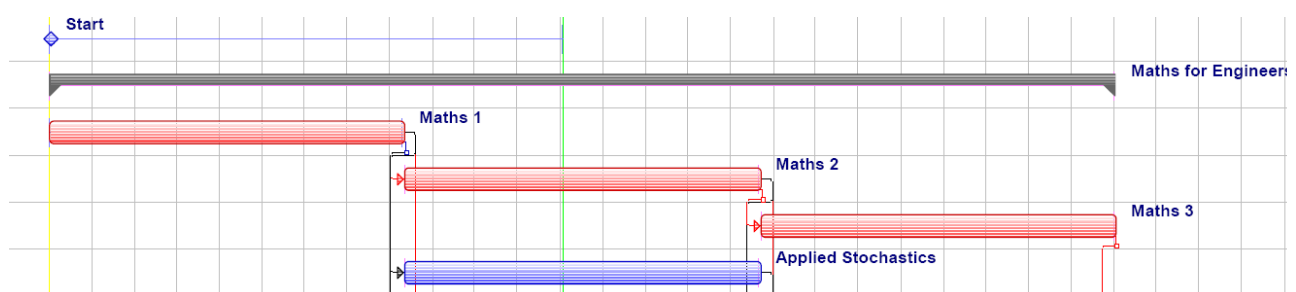 Start
Maths for Engineers
Maths 1
Maths 2
Maths 3
Applied Stochastics